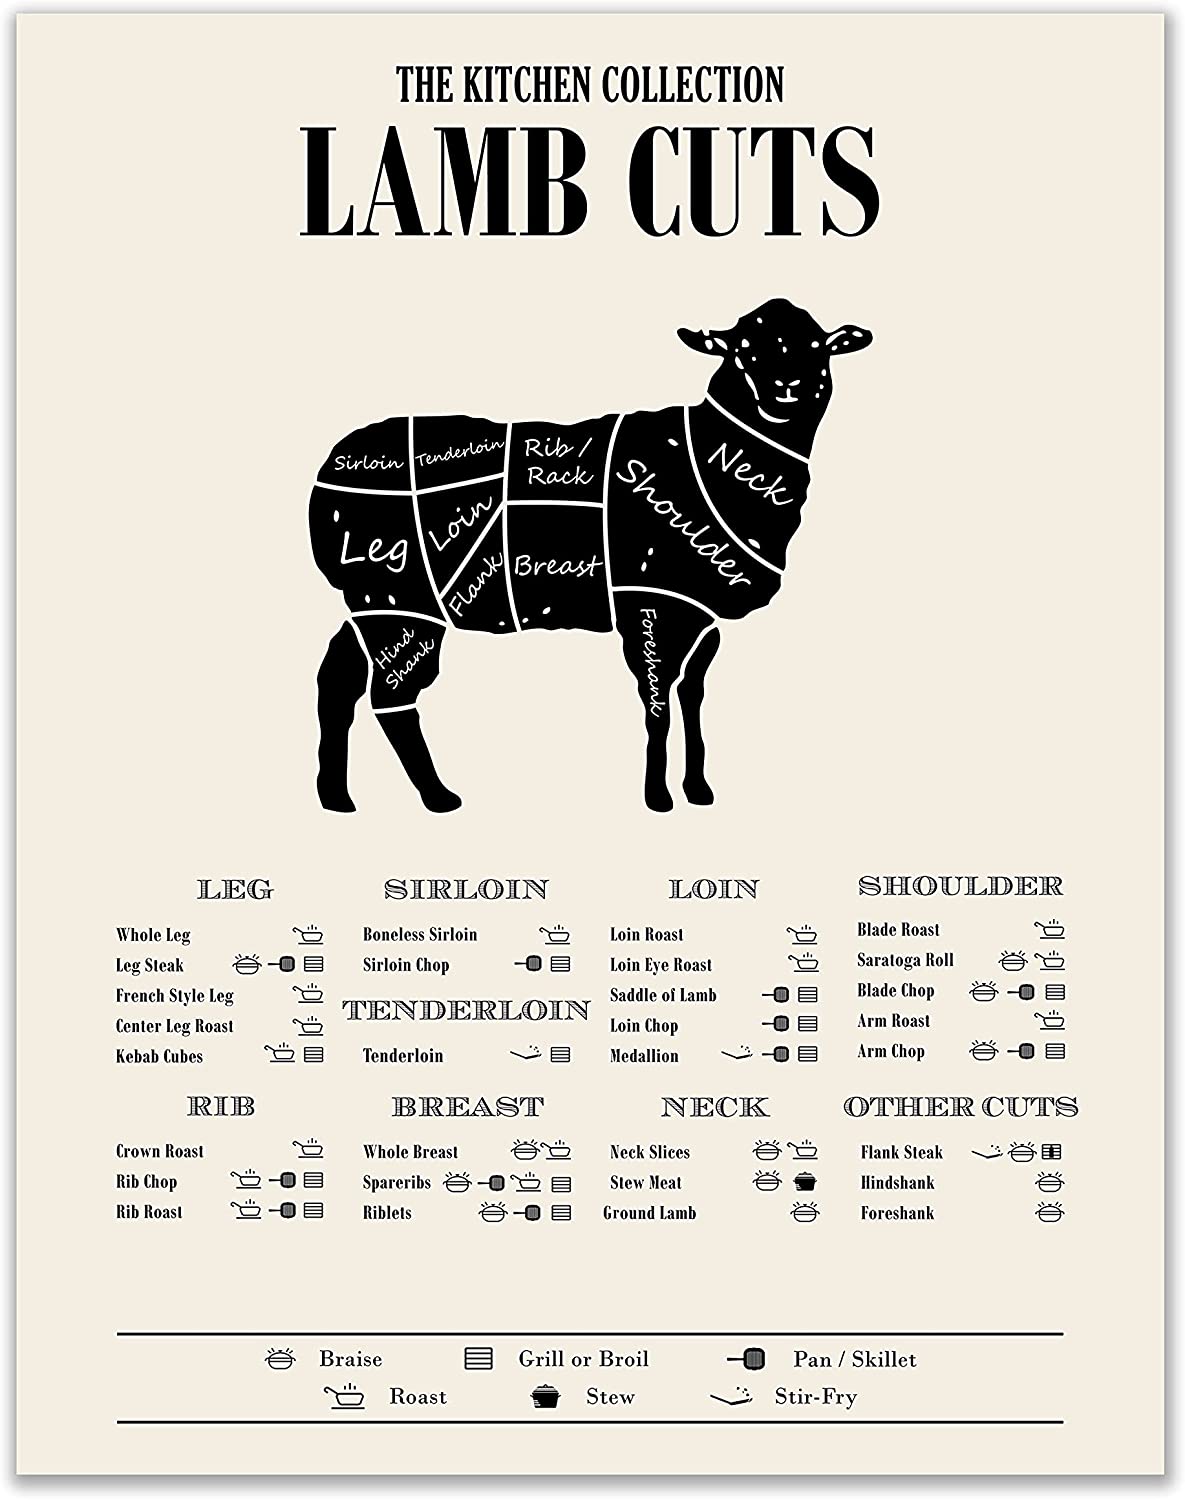 THE KITCHEN COLLECTION
LAMB CUTS
Sirloin
Tenderloin
Rib /
Rack
Shoulder
Neck
Leg
Loin
Flank
Breast
Hind
Shank
Foreshank
LEG
Whole Leg
Leg Steak
French Style Leg
Center Leg Roast
Kebab Cubes
SIRLOIN
Boneless Sirloin
Sirloin Chop
TENDERLOIN
Tenderloin
LOIN
Loin Roast
Loin Eye Roast
Saddle of Lamb
Loin Chop
Medallion
SHOULDER
Blade Roast
Saratoga Roll
Blade Chop
Arm Roast
Arm Chop
RIB
Crown Roast
Rib Chop
Rib Roast
BREAST
Whole Breast
Spareribs
Riblets
NECK
Neck Slices
Stew Meat
Ground Lamb
OTHER CUTS
Flank Steak
Hindshank
Foreshank
Braise Grill or Broil Pan / Skillet
Roast Stew Stir-Fry